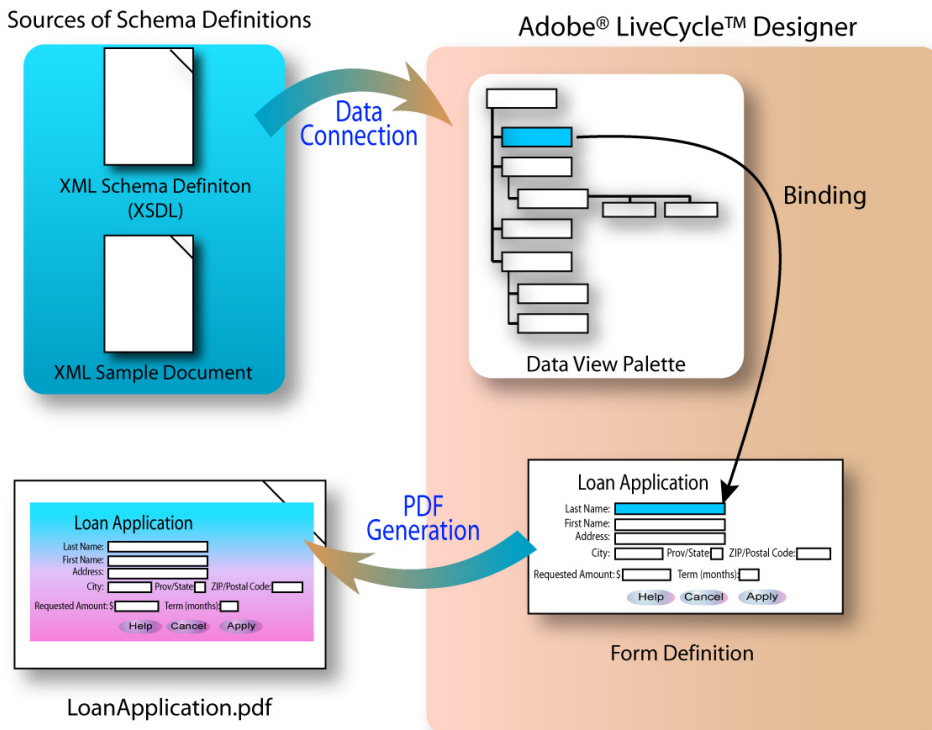 Sources of Schema Definitions
Adobe® LiveCycle™ Designer
XML Schema Definiton
(XSDL)
XML Sample Document
Data
Connection
Data View Palette
Binding
Loan Application
Last Name:
First Name:
Address:
City: Prov/State: ZIP/Postal Code:
Requested Amount: $ Term (months):
Help Cancel Apply
Form Definition
PDF
Generation
Loan Application
Last Name:
First Name:
Address:
City: Prov/State: ZIP/Postal Code:
Requested Amount: $ Term (months):
Help Cancel Apply
LoanApplication.pdf